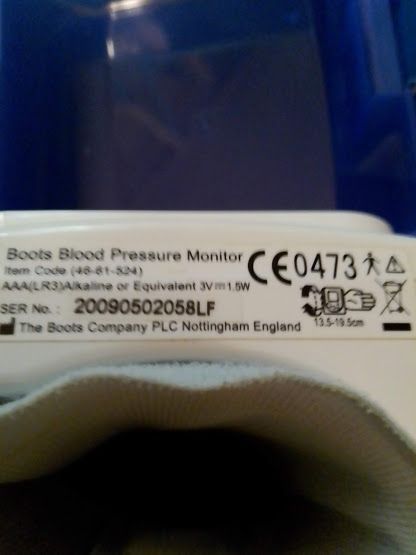 Boots Blood Pressure Monitor
CE0473
Item Code (46-61-524)
AAA(LR3)Alkaline or Equivalent 3V⎓1.5W
SER No.: 20090502058LF
13.5-19.5cm
The Boots Company PLC Nottingham England